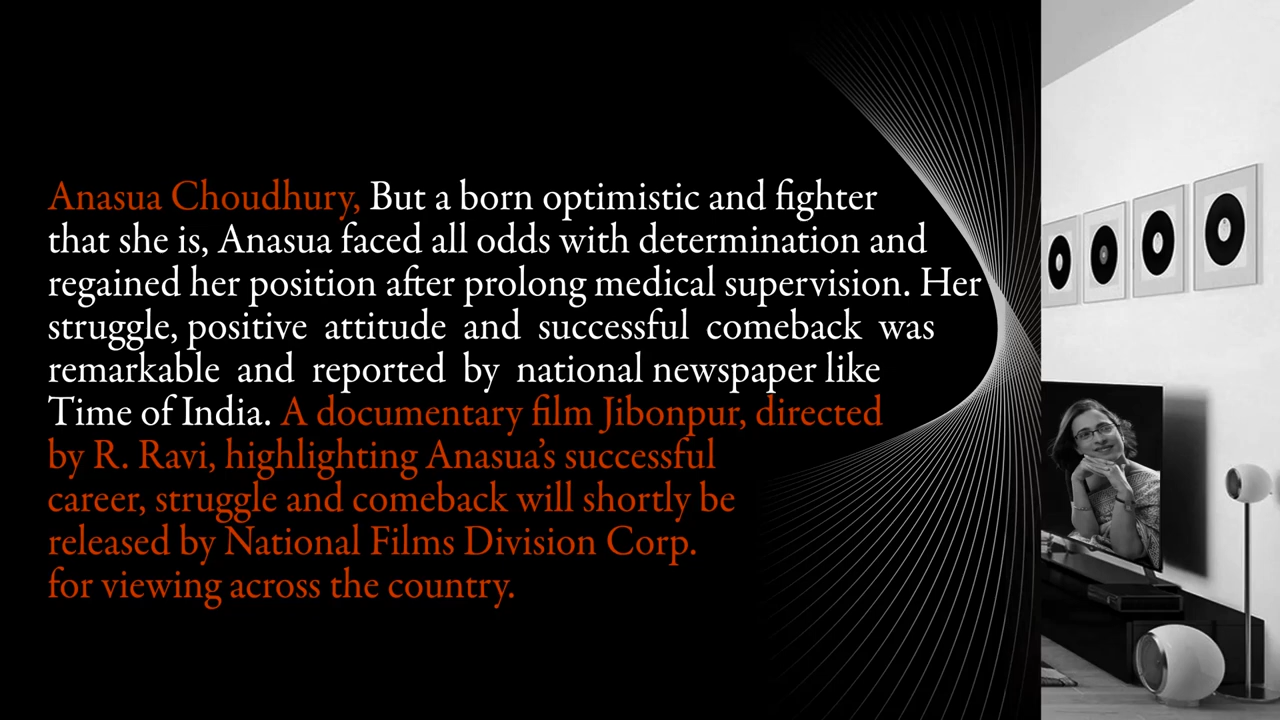 Anasua Choudhury, But a born optimistic and fighter
that she is, Anasua faced all odds with determination and
regained her position after prolong medical supervision. Her
struggle, positive attitude and successful comeback was
remarkable and reported by national newspaper like
Time of India. A documentary film Jibonpur, directed
by R. Ravi, highlighting Anasua’s successful
career, struggle and comeback will shortly be
released by National Films Division Corp.
for viewing across the country.